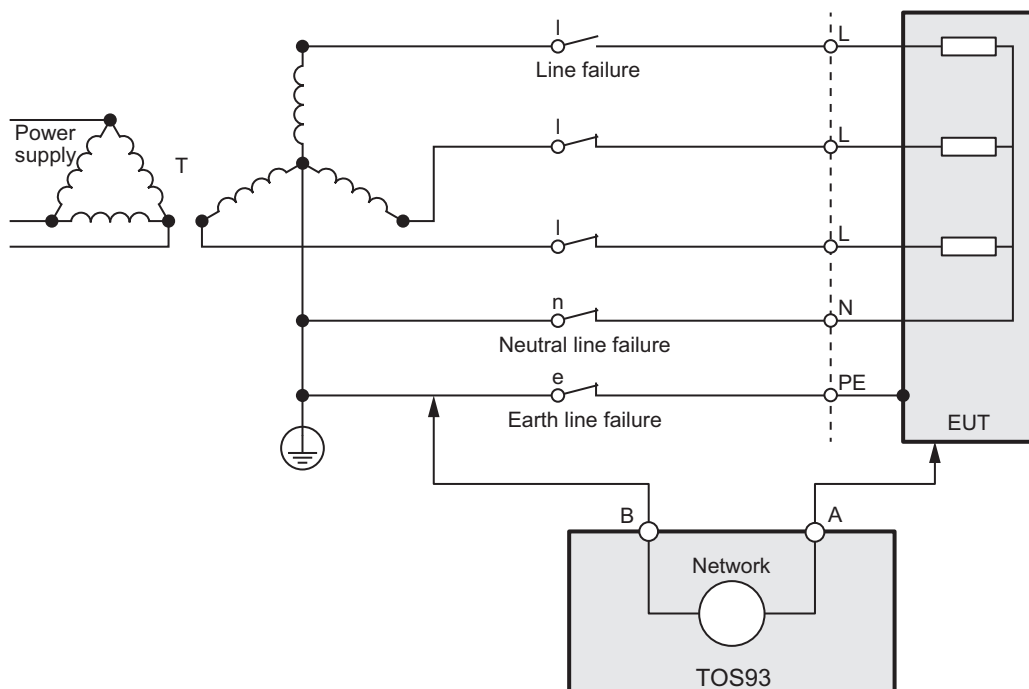 l
L
Line failure
Power
supply
T
l
L
l
L
n
N
Neutral line failure
e
PE
Earth line failure
EUT
B
A
Network
TOS93